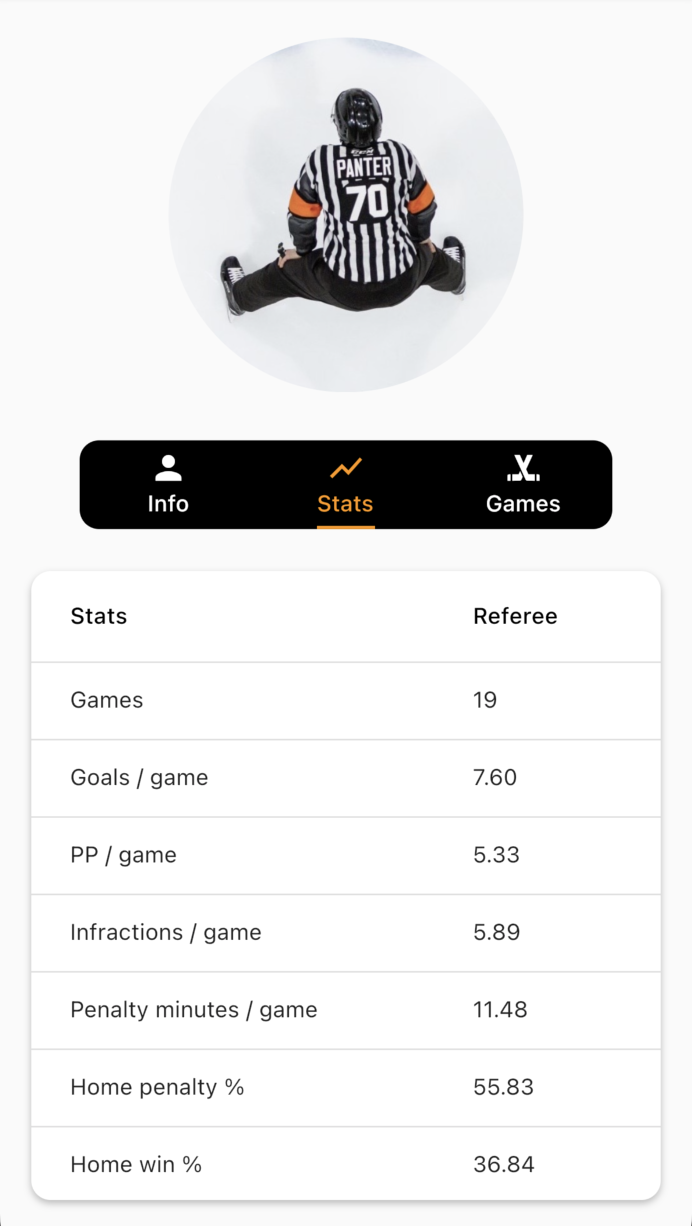 PANTER
70
Info Stats Games
Stats Referee
Games 19
Goals / game 7.60
PP / game 5.33
Infractions / game 5.89
Penalty minutes / game 11.48
Home penalty % 55.83
Home win % 36.84